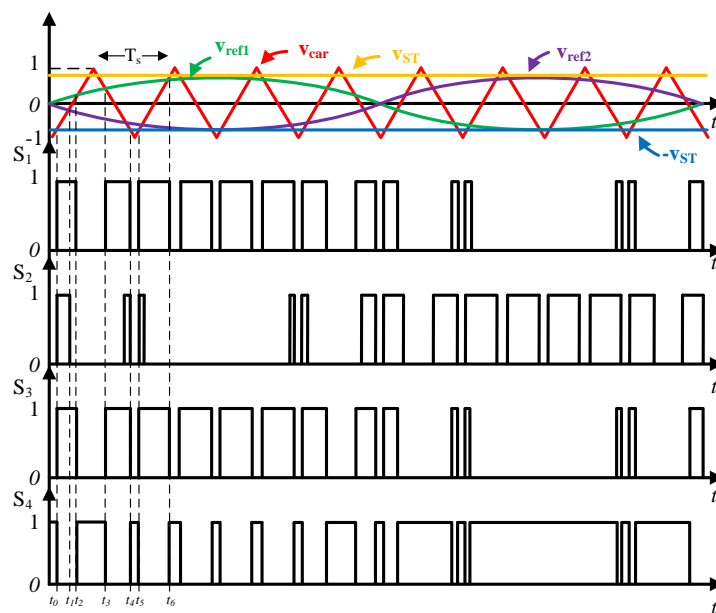 1
T_s
v_ref1
v_car
v_ST
v_ref2
0
t
-1
-v_ST
S_1
1
0
t
S_2
1
0
t
S_3
1
0
t
S_4
1
0
t_0 t_1 t_2 t_3 t_4 t_5 t_6 t